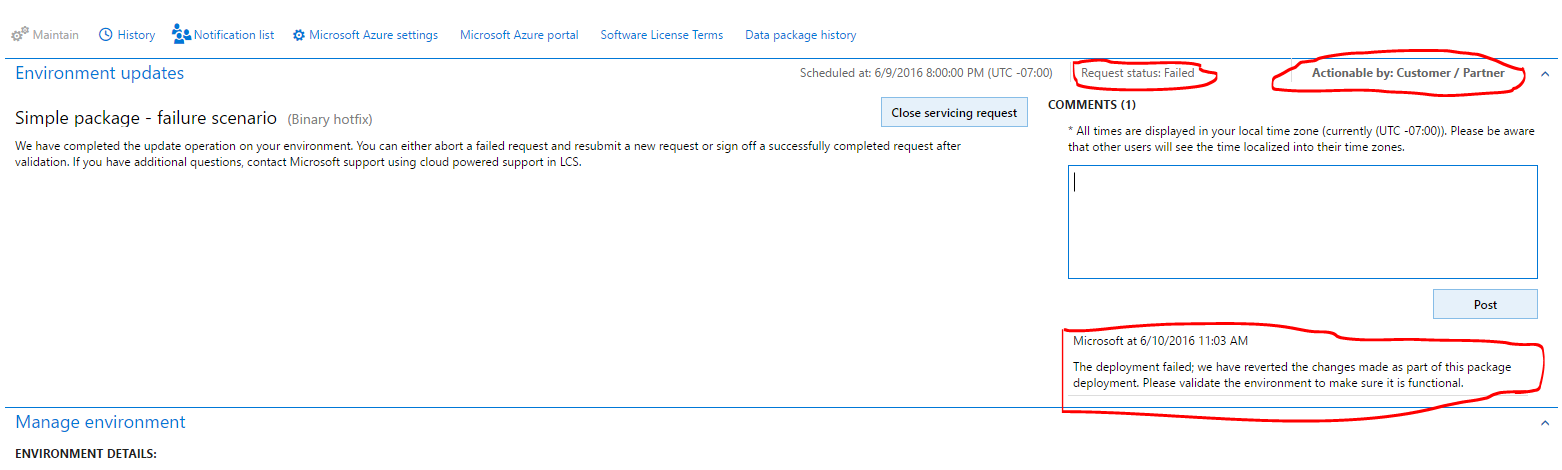 Maintain History Notification list Microsoft Azure settings Microsoft Azure portal Software License Terms Data package history
Environment updates Scheduled at: 6/9/2016 8:00:00 PM (UTC -07:00) Request status: Failed Actionable by: Customer / Partner
Simple package - failure scenario (Binary hotfix)
Close servicing request
We have completed the update operation on your environment. You can either abort a failed request and resubmit a new request or sign off a successfully completed request after
validation. If you have additional questions, contact Microsoft support using cloud powered support in LCS.
COMMENTS (1)
* All times are displayed in your local time zone (currently (UTC -07:00)). Please be aware
that other users will see the time localized into their time zones.
Post
Microsoft at 6/10/2016 11:03 AM
The deployment failed; we have reverted the changes made as part of this package
deployment. Please validate the environment to make sure it is functional.
Manage environment
ENVIRONMENT DETAILS: